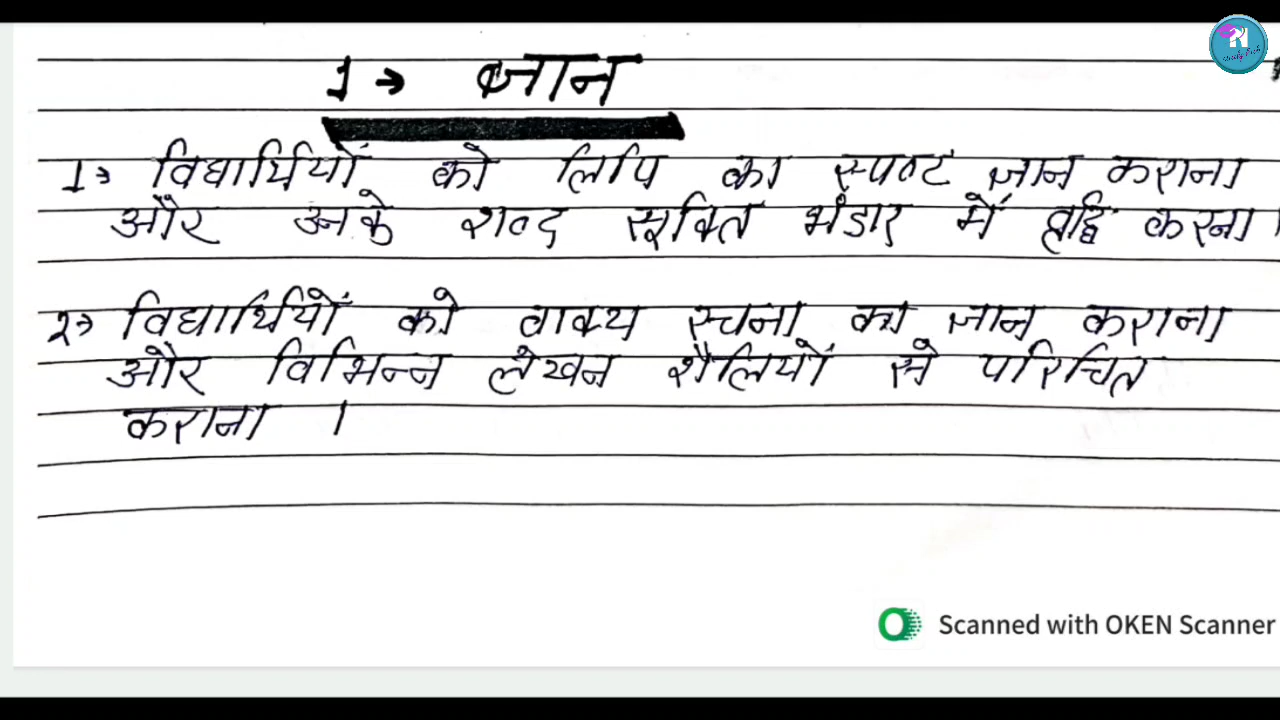 1→ ज्ञान
1→ विद्यार्थियों को लिपि का स्पष्ट ज्ञान कराना
और उनके शब्द सूक्ति भंडार में वृद्धि करना।
2→ विद्यार्थियों को वाक्य रचना का ज्ञान कराना
और विभिन्न लेखन शैलियों से परिचित
कराना ।
Scanned with OKEN Scanner